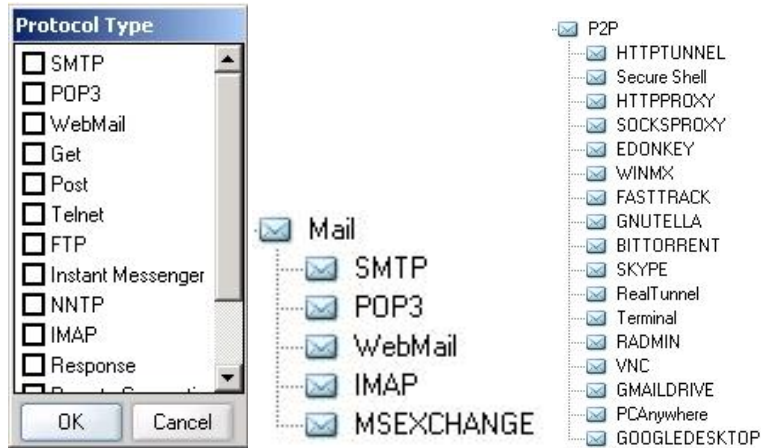 Protocol Type
SMTP
POP3
WebMail
Get
Post
Telnet
FTP
Instant Messenger
NNTP
IMAP
Response
OK
Cancel
Mail
SMTP
POP3
WebMail
IMAP
MSEXCHANGE
P2P
HTTPTUNNEL
Secure Shell
HTTPPROXY
SOCKSPROXY
EDONKEY
WINMX
FASTTRACK
GNUTELLA
BITTORRENT
SKYPE
RealTunnel
Terminal
RADMIN
VNC
GMAILDRIVE
PCAnywhere
GOOGLEDESKTOP